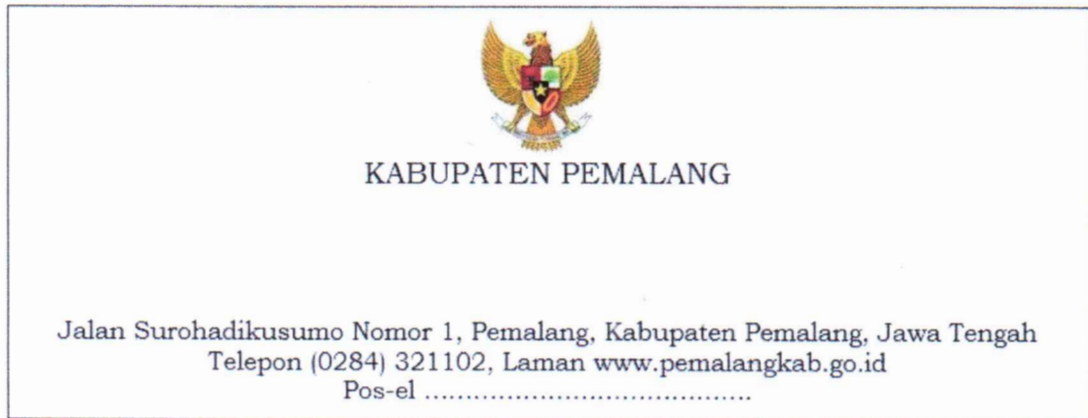 KABUPATEN PEMALANG
Jalan Surohadikusumo Nomor 1, Pemalang, Kabupaten Pemalang, Jawa Tengah
Telepon (0284) 321102, Laman www.pemalangkab.go.id
Pos-el ........................................